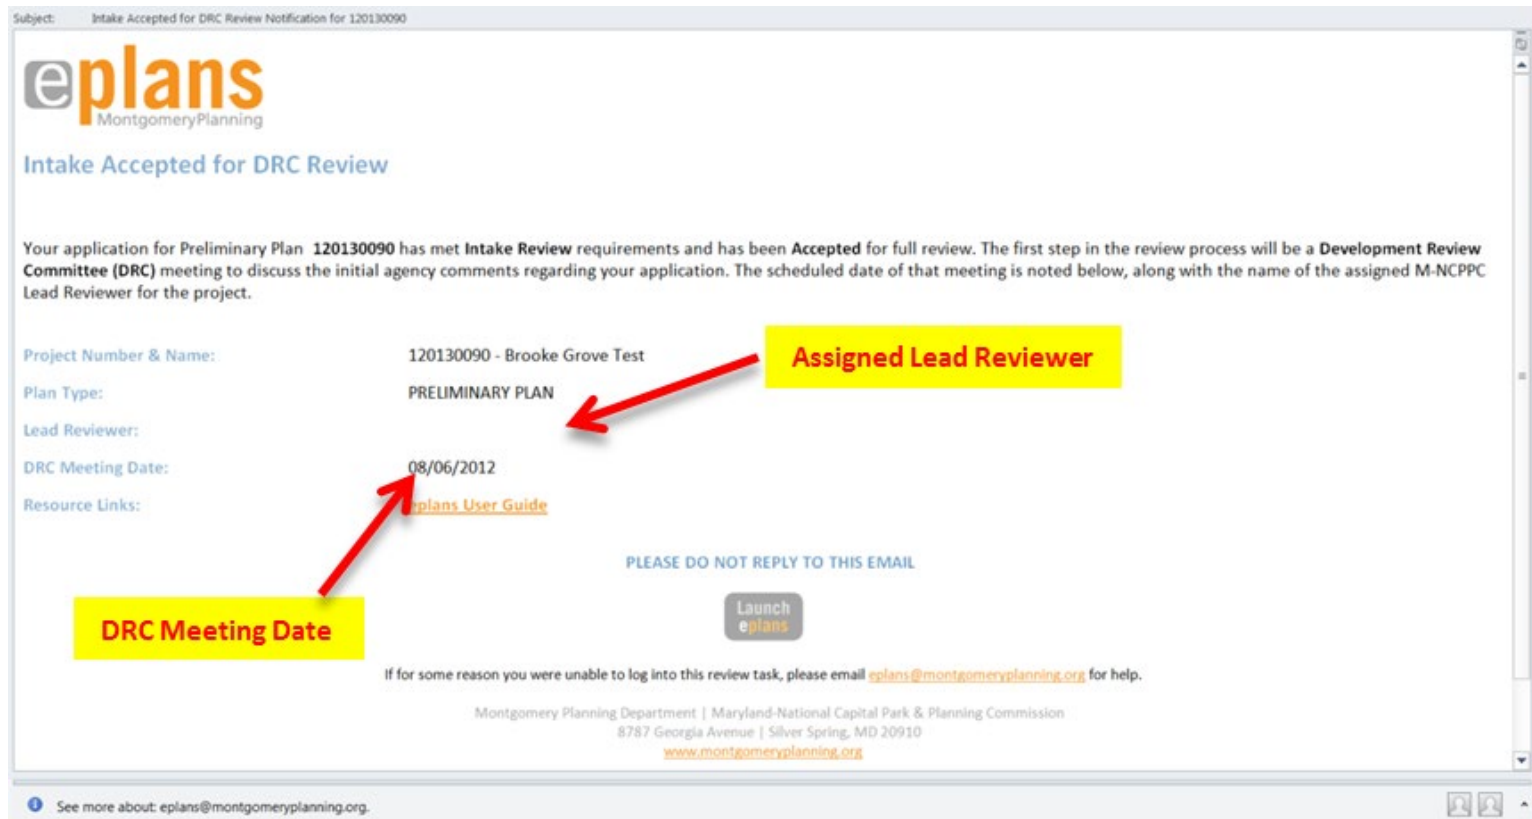 Subject: Intake Accepted for DRC Review Notification for 120130090
eplans
MontgomeryPlanning
Intake Accepted for DRC Review
Your application for Preliminary Plan 120130090 has met Intake Review requirements and has been Accepted for full review. The first step in the review process will be a Development Review
Committee (DRC) meeting to discuss the initial agency comments regarding your application. The scheduled date of that meeting is noted below, along with the name of the assigned M-NCPPC
Lead Reviewer for the project.
Project Number & Name: 120130090 - Brooke Grove Test
Assigned Lead Reviewer
Plan Type: PRELIMINARY PLAN
Lead Reviewer:
DRC Meeting Date: 08/06/2012
Resource Links: eplans User Guide
PLEASE DO NOT REPLY TO THIS EMAIL
Launch
eplans
DRC Meeting Date
If for some reason you were unable to log into this review task, please email eplans@montgomeryplanning.org for help.
Montgomery Planning Department | Maryland-National Capital Park & Planning Commission
8787 Georgia Avenue | Silver Spring, MD 20910
www.montgomeryplanning.org
See more about: eplans@montgomeryplanning.org.